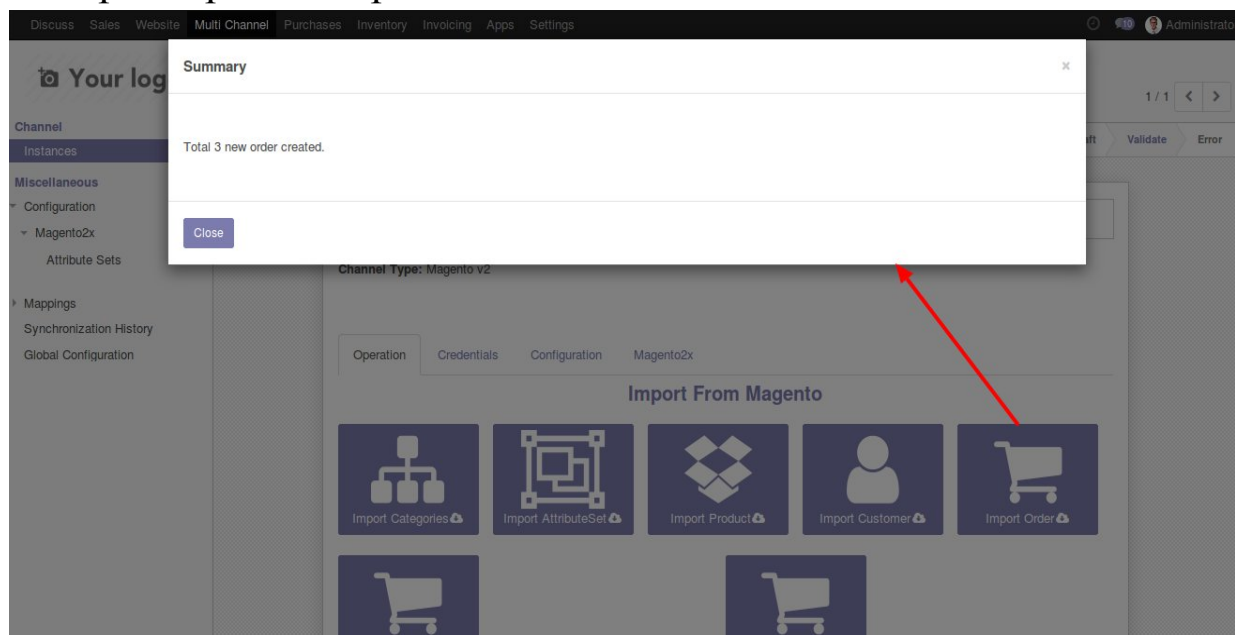 Discuss Sales Website Multi Channel Purchases Inventory Invoicing Apps Settings 10 Administrato
Summary ×
Your log
1 / 1
Channel
Instances
Total 3 new order created.
aft Validate Error
Miscellaneous
Configuration
Magento2x
Close
Attribute Sets
Channel Type: Magento v2
Mappings
Synchronization History
Global Configuration
Operation Credentials Configuration Magento2x
Import From Magento
Import Categories Import AttributeSet Import Product Import Customer Import Order